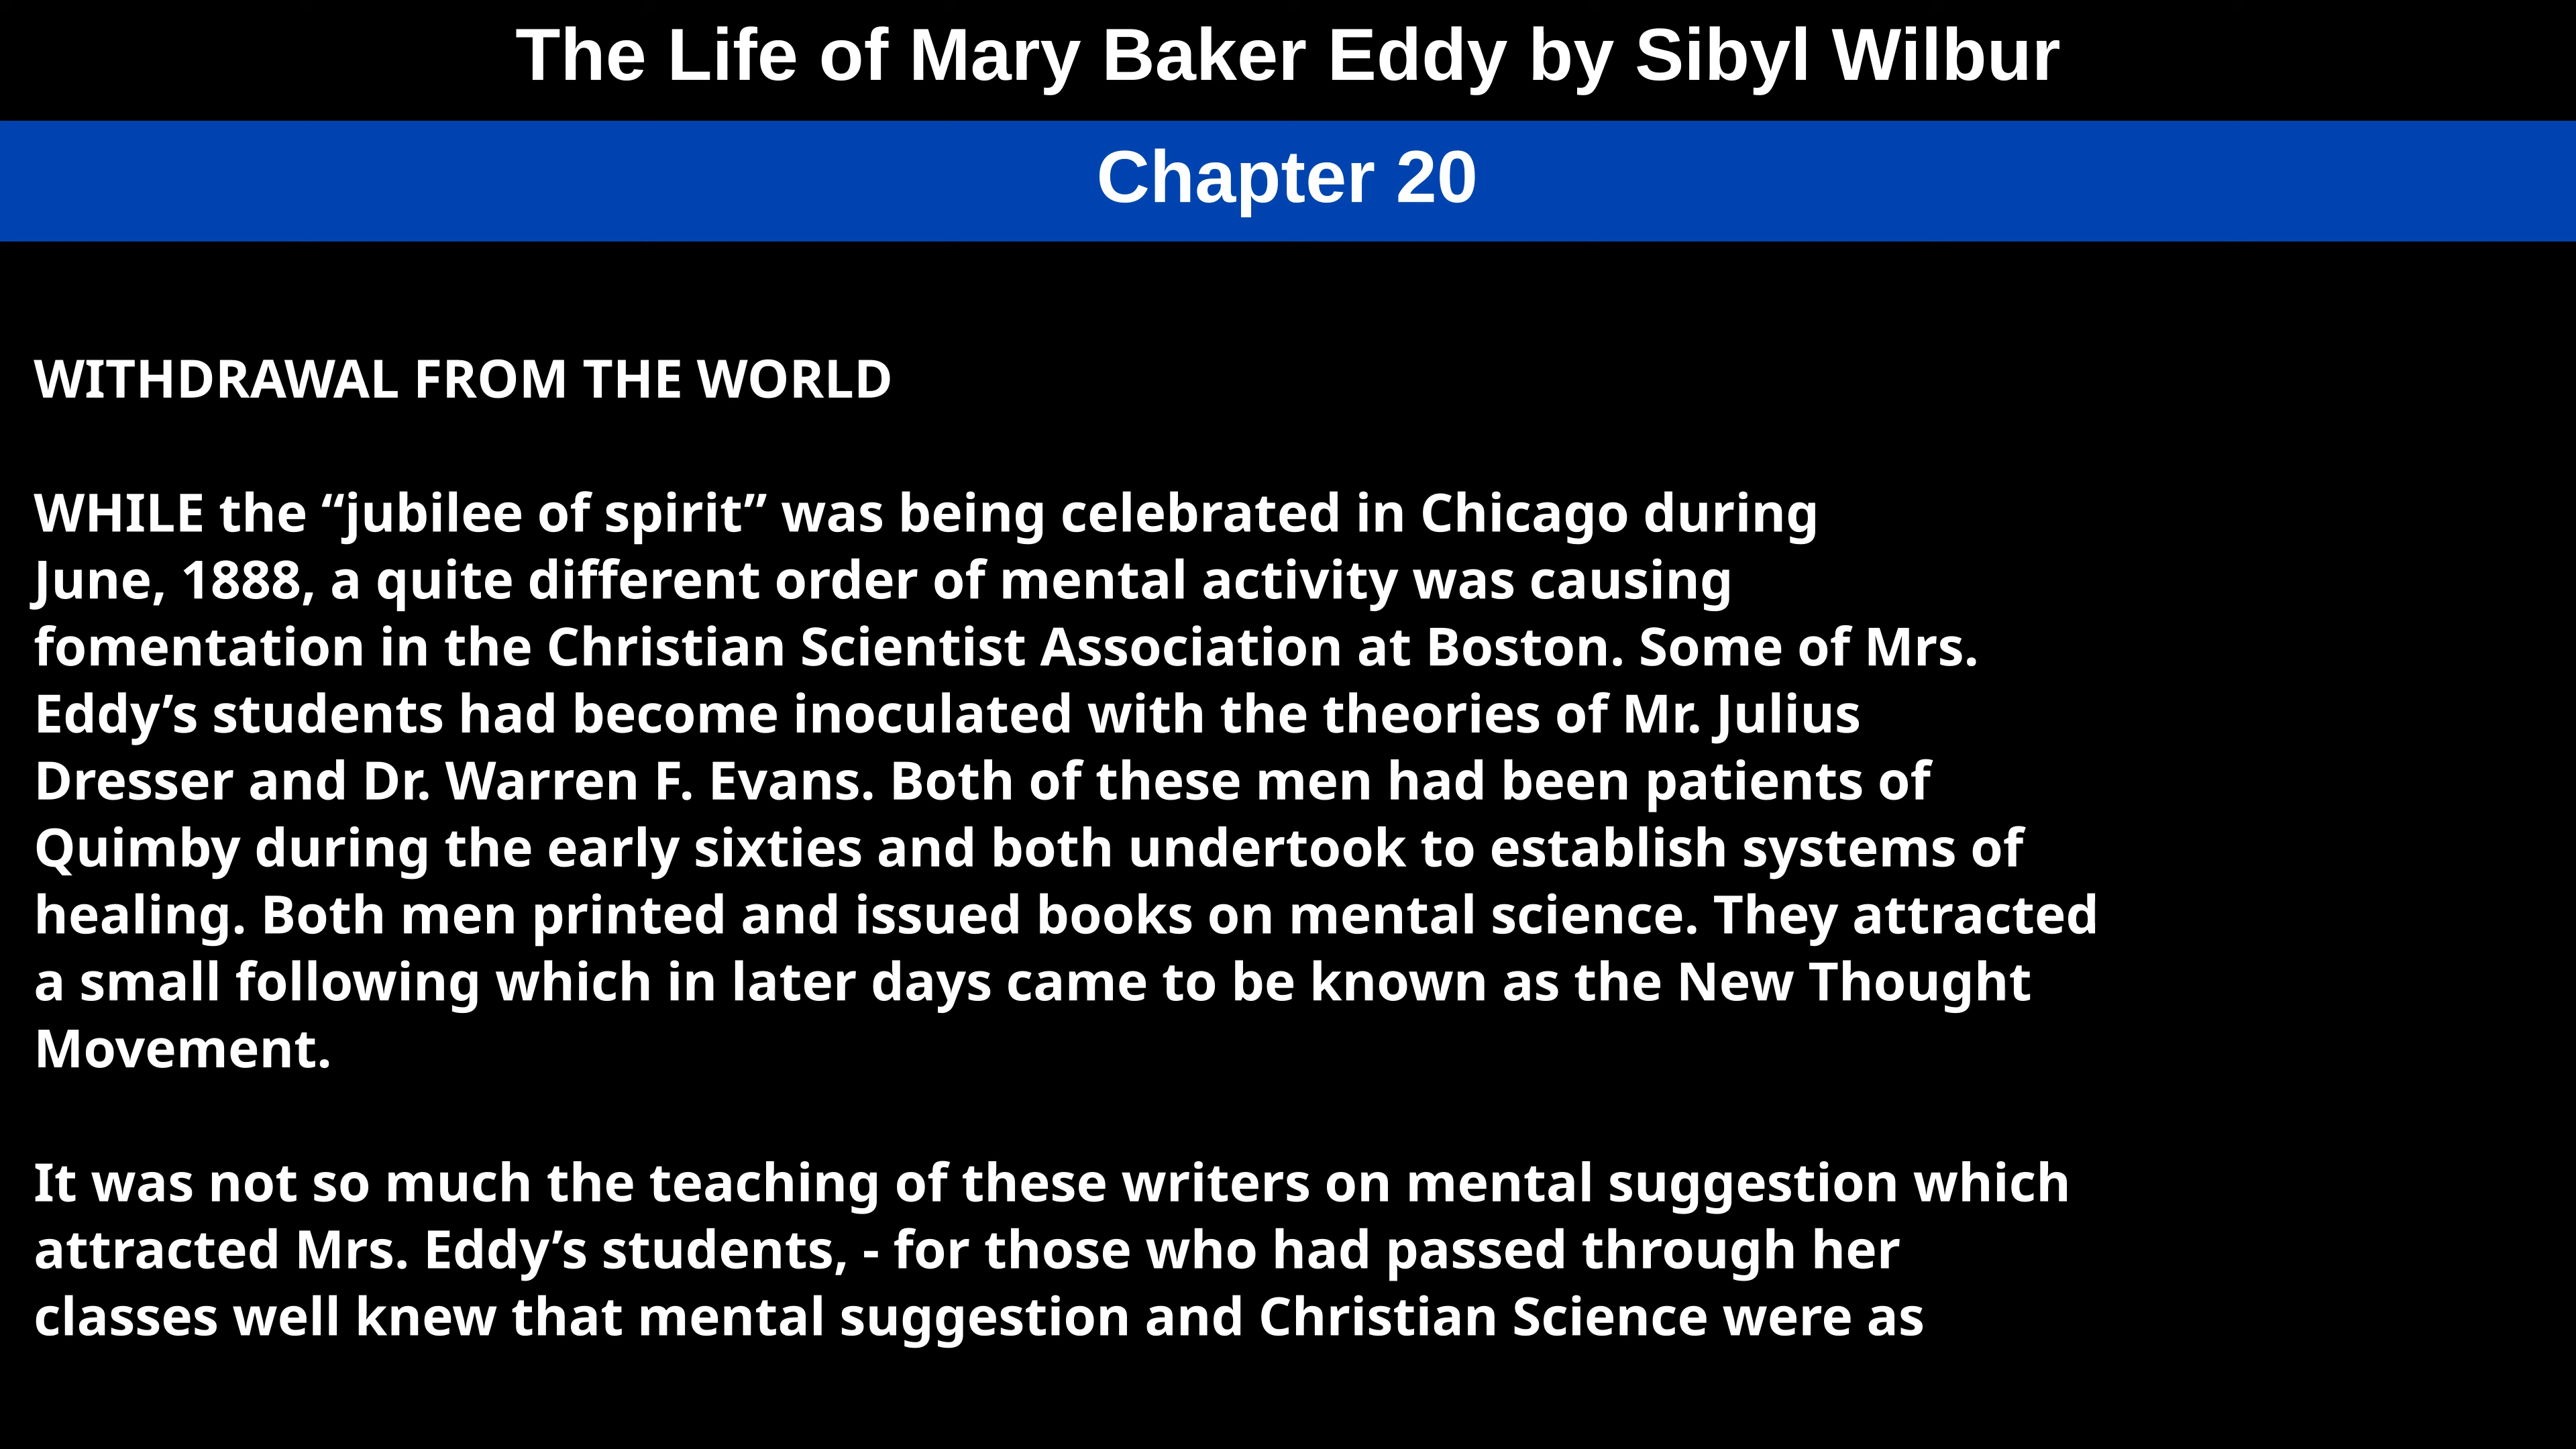 The Life of Mary Baker Eddy by Sibyl Wilbur
Chapter 20
WITHDRAWAL FROM THE WORLD
WHILE the “jubilee of spirit” was being celebrated in Chicago during
June, 1888, a quite different order of mental activity was causing
fomentation in the Christian Scientist Association at Boston. Some of Mrs.
Eddy’s students had become inoculated with the theories of Mr. Julius
Dresser and Dr. Warren F. Evans. Both of these men had been patients of
Quimby during the early sixties and both undertook to establish systems of
healing. Both men printed and issued books on mental science. They attracted
a small following which in later days came to be known as the New Thought
Movement.
It was not so much the teaching of these writers on mental suggestion which
attracted Mrs. Eddy’s students, - for those who had passed through her
classes well knew that mental suggestion and Christian Science were as